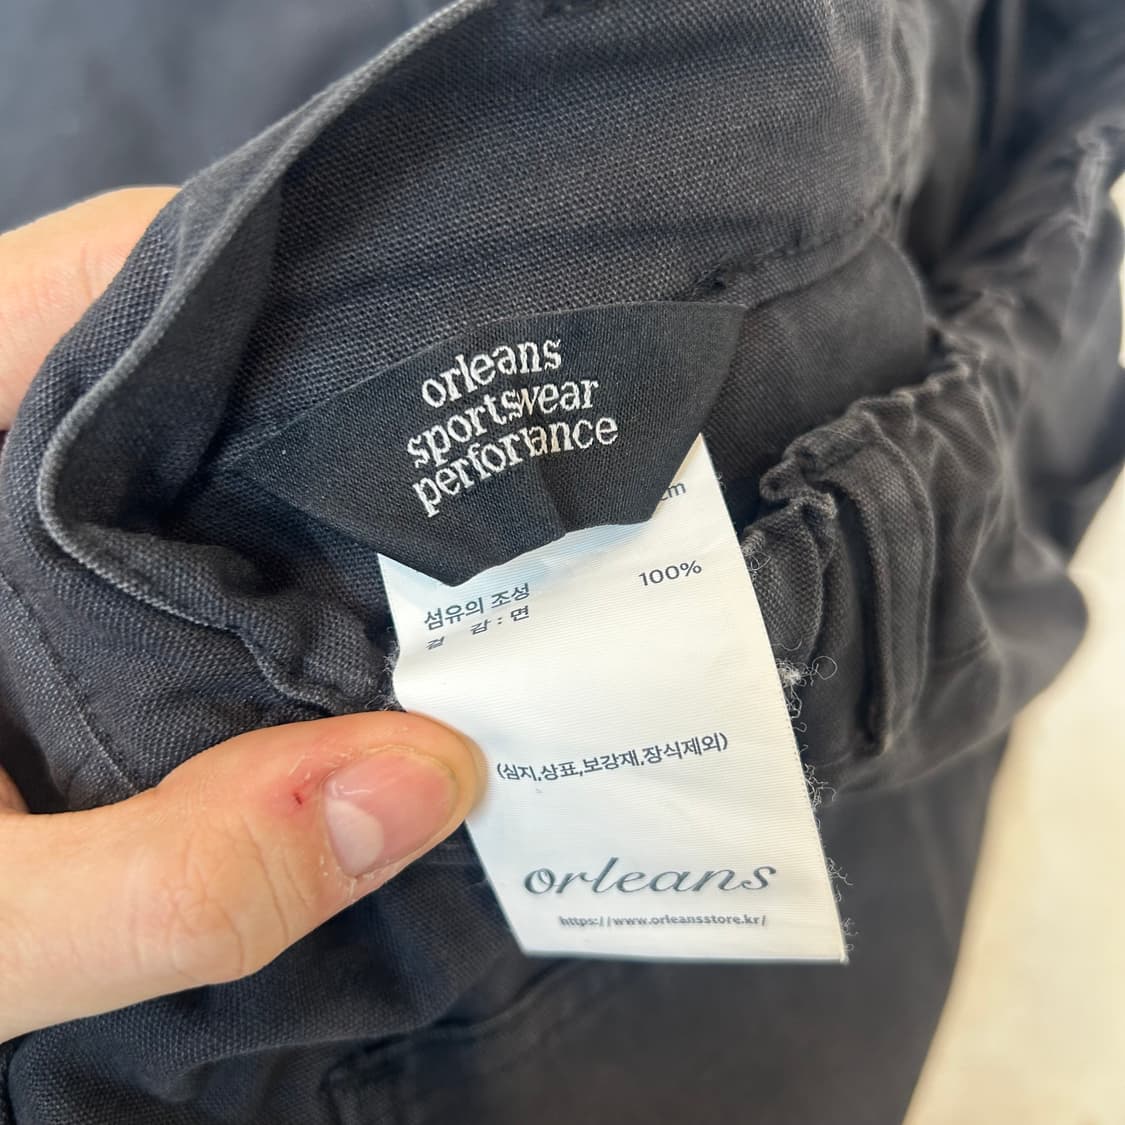 orleans
sportswear
performance
cm
섬유의 조성
겉 감 : 면 100%
(심지,상표,보강재,장식제외)
orleans
https://www.orleansstore.kr/